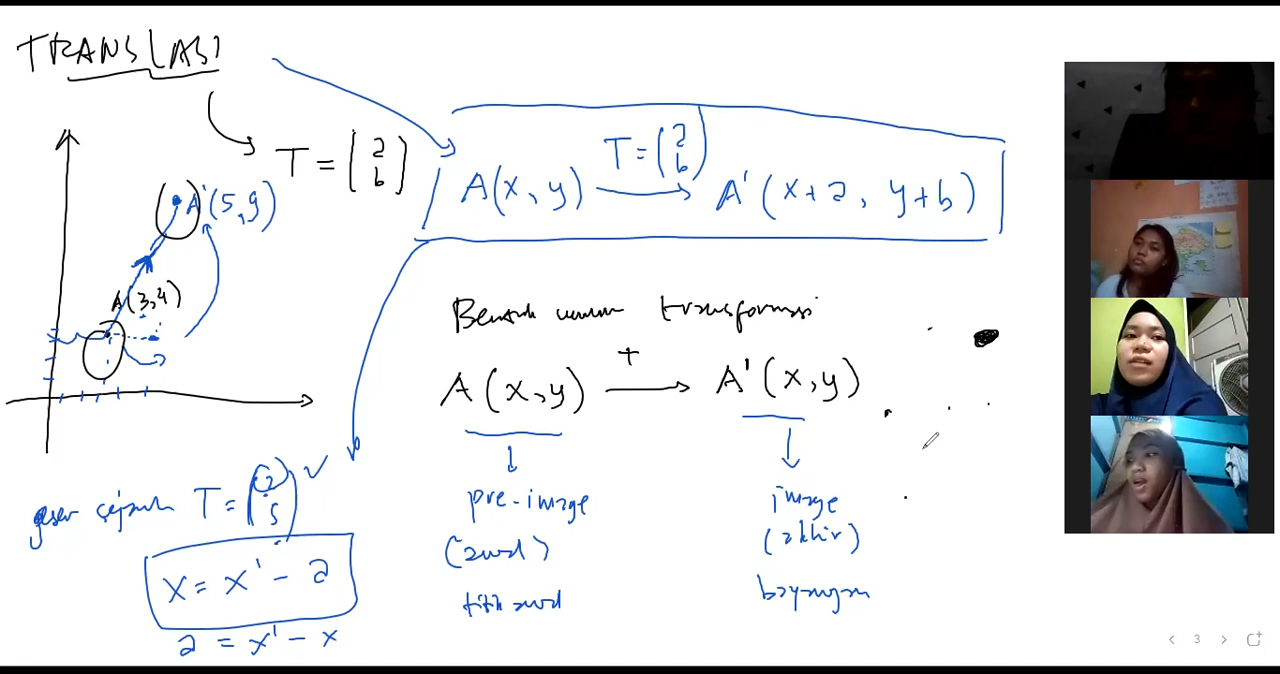 TRANSLASI
T = (a b)
A(x, y) T = (a b) → A'(x+a, y+b)
A'(5,9)
A(3,4)
Bentuk umum transformasi
A(x,y) T → A'(x,y)
pre-image
(awal)
titik awal
image
(akhir)
bayangan
geser sejauh T = (2 5) ✓
x = x' - a
a = x' - x
3